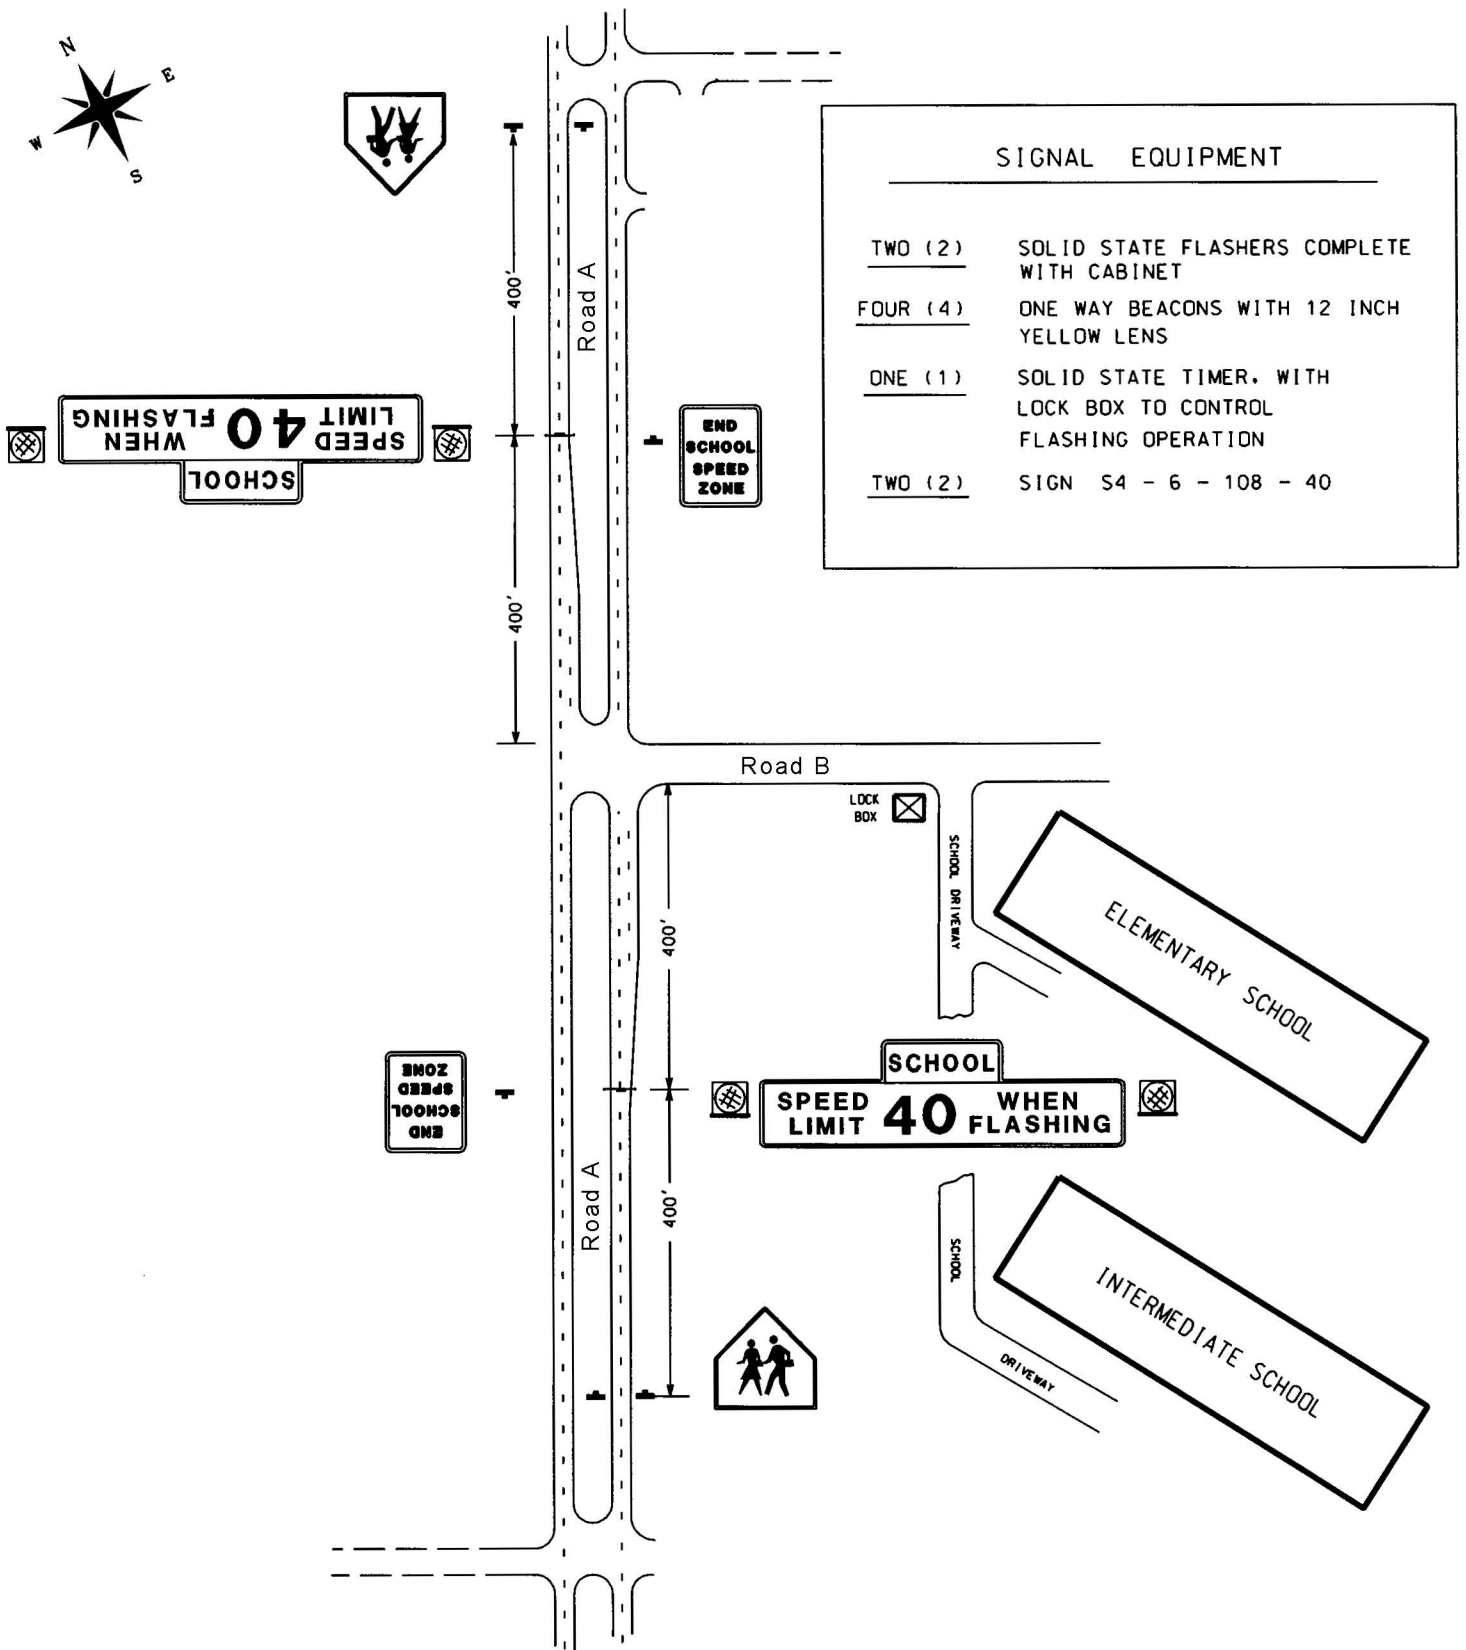 N
E
W
S
SIGNAL EQUIPMENT
TWO (2) SOLID STATE FLASHERS COMPLETE
WITH CABINET
FOUR (4) ONE WAY BEACONS WITH 12 INCH
YELLOW LENS
ONE (1) SOLID STATE TIMER, WITH
LOCK BOX TO CONTROL
FLASHING OPERATION
TWO (2) SIGN S4 - 6 - 108 - 40
400'
Road A
SCHOOL
SPEED LIMIT 40 WHEN FLASHING
END
SCHOOL
SPEED
ZONE
400'
Road B
LOCK
BOX
SCHOOL DRIVEWAY
ELEMENTARY SCHOOL
400'
END
SCHOOL
SPEED
ZONE
SCHOOL
SPEED 40 WHEN
LIMIT FLASHING
Road A
400'
SCHOOL
DRIVEWAY
INTERMEDIATE SCHOOL